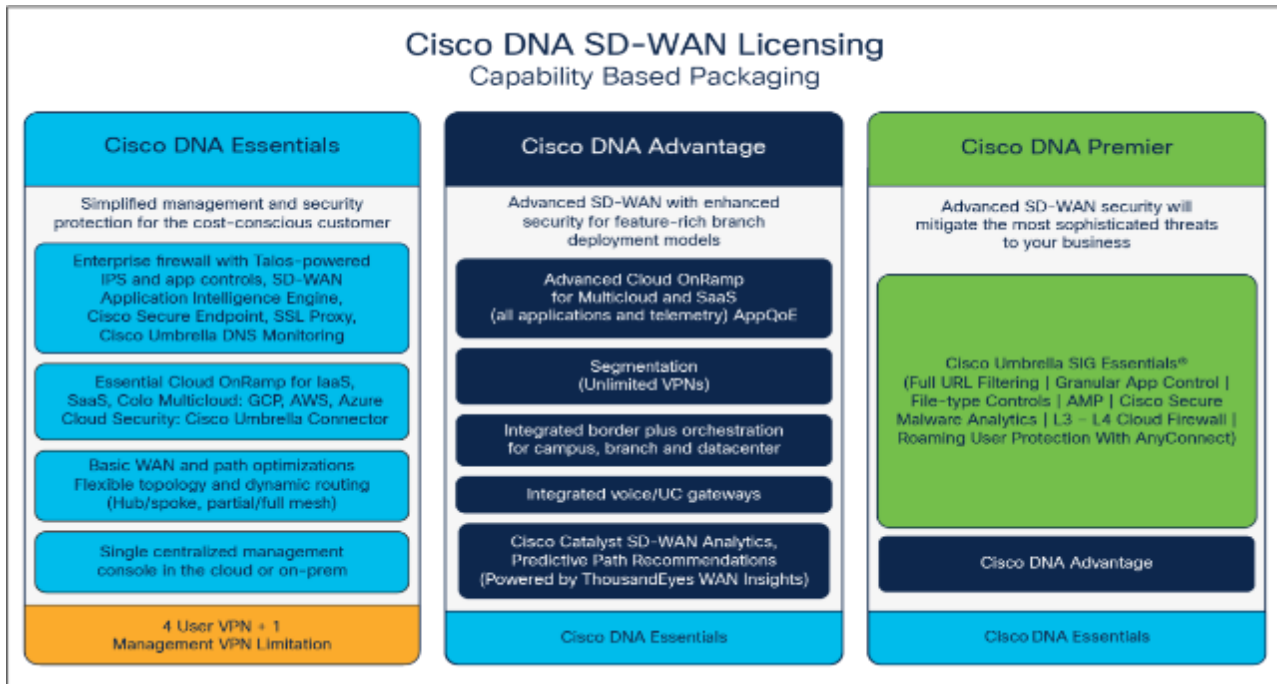 Cisco DNA SD-WAN Licensing
Capability Based Packaging
Cisco DNA Essentials
Simplified management and security
protection for the cost-conscious customer
Enterprise firewall with Talos-powered
IPS and app controls, SD-WAN
Application Intelligence Engine,
Cisco Secure Endpoint, SSL Proxy,
Cisco Umbrella DNS Monitoring
Essential Cloud OnRamp for IaaS,
SaaS, Colo Multicloud: GCP, AWS, Azure
Cloud Security: Cisco Umbrella Connector
Basic WAN and path optimizations
Flexible topology and dynamic routing
(Hub/spoke, partial/full mesh)
Single centralized management
console in the cloud or on-prem
4 User VPN + 1
Management VPN Limitation
Cisco DNA Advantage
Advanced SD-WAN with enhanced
security for feature-rich branch
deployment models
Advanced Cloud OnRamp
for Multicloud and SaaS
(all applications and telemetry) AppQoE
Segmentation
(Unlimited VPNs)
Integrated border plus orchestration
for campus, branch and datacenter
Integrated voice/UC gateways
Cisco Catalyst SD-WAN Analytics,
Predictive Path Recommendations
(Powered by ThousandEyes WAN Insights)
Cisco DNA Essentials
Cisco DNA Premier
Advanced SD-WAN security will
mitigate the most sophisticated threats
to your business
Cisco Umbrella SIG Essentials®
(Full URL Filtering | Granular App Control |
File-type Controls | AMP | Cisco Secure
Malware Analytics | L3 - L4 Cloud Firewall |
Roaming User Protection With AnyConnect)
Cisco DNA Advantage
Cisco DNA Essentials